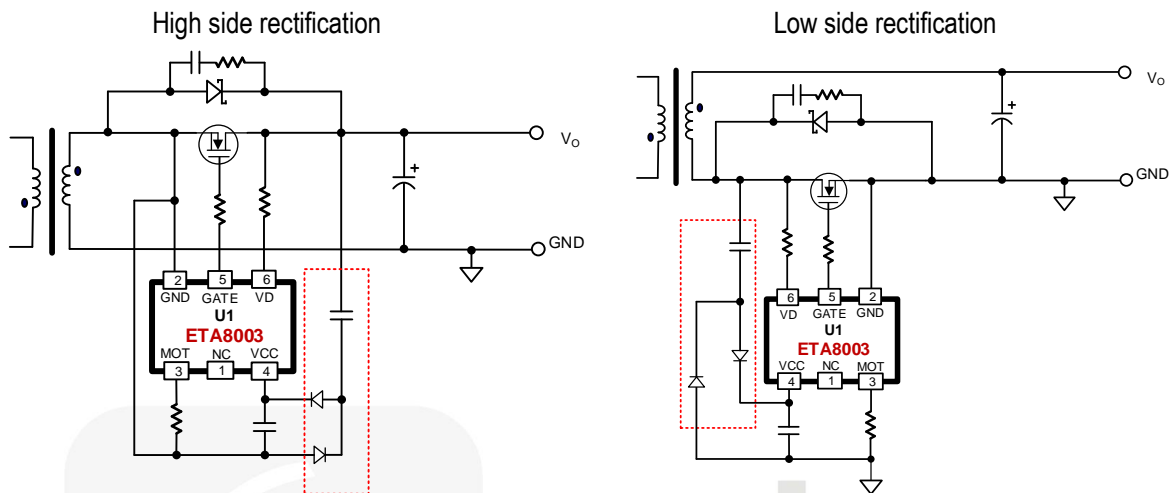 High side rectification
Vo
+
GND
2
5
6
GND
GATE
VD
U1
ETA8003
MOT
NC
VCC
3
1
4
Low side rectification
Vo
+
GND
6
5
2
VD
GATE
GND
U1
ETA8003
VCC
NC
MOT
4
1
3